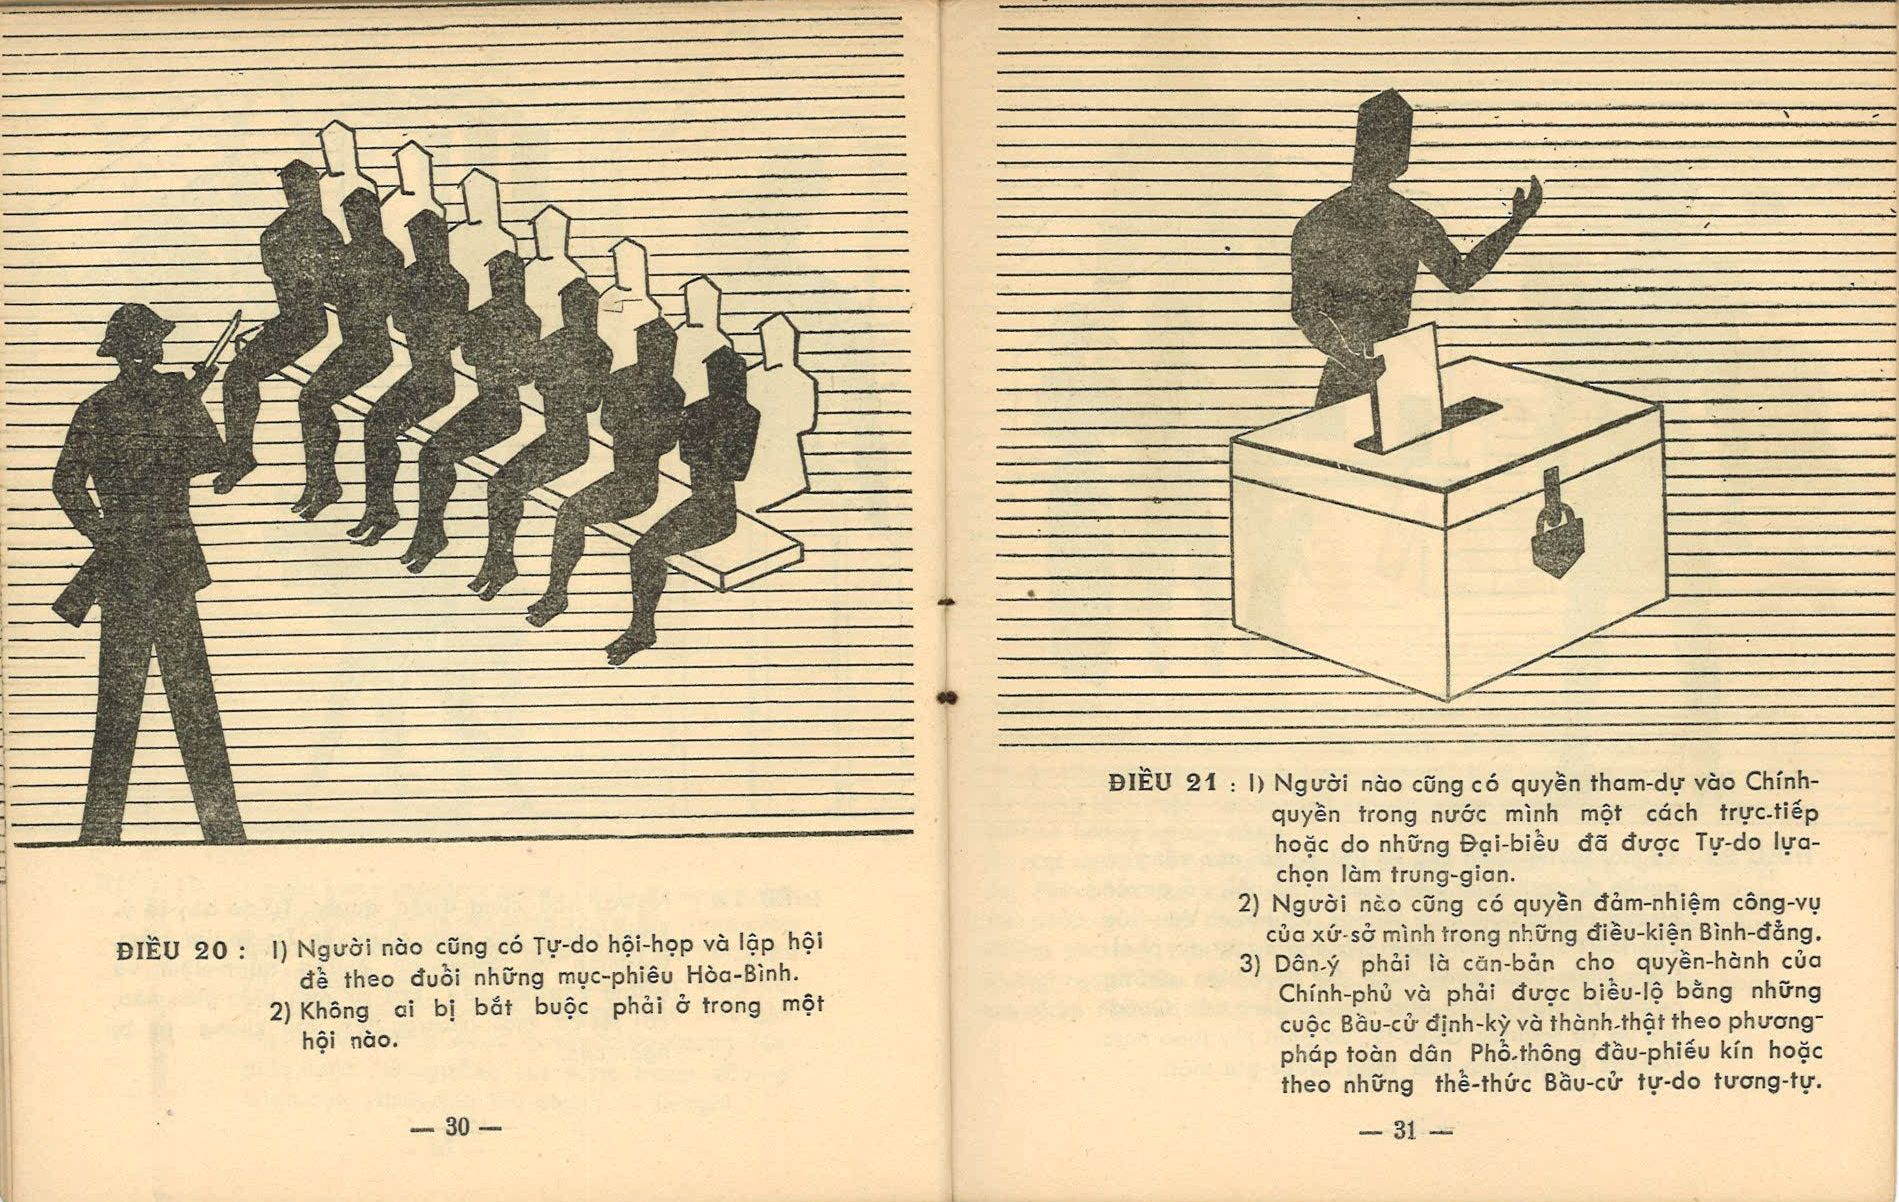 ĐIỀU 20 : 1) Người nào cũng có Tự-do hội-họp và lập hội
để theo đuổi những mục-phiêu Hòa-Bình.
2) Không ai bị bắt buộc phải ở trong một
hội nào.
— 30 —
ĐIỀU 21 : 1) Người nào cũng có quyền tham-dự vào Chính-
quyền trong nước mình một cách trực-tiếp
hoặc do những Đại-biểu đã được Tự-do lựa-
chọn làm trung-gian.
2) Người nào cũng có quyền đảm-nhiệm công-vụ
của xứ-sở mình trong những điều-kiện Bình-đẳng.
3) Dân-ý phải là căn-bản cho quyền-hành của
Chính-phủ và phải được biểu-lộ bằng những
cuộc Bầu-cử định-kỳ và thành-thật theo phương-
pháp toàn dân Phổ-thông đầu-phiếu kín hoặc
theo những thể-thức Bầu-cử tự-do tương-tự.
— 31 —